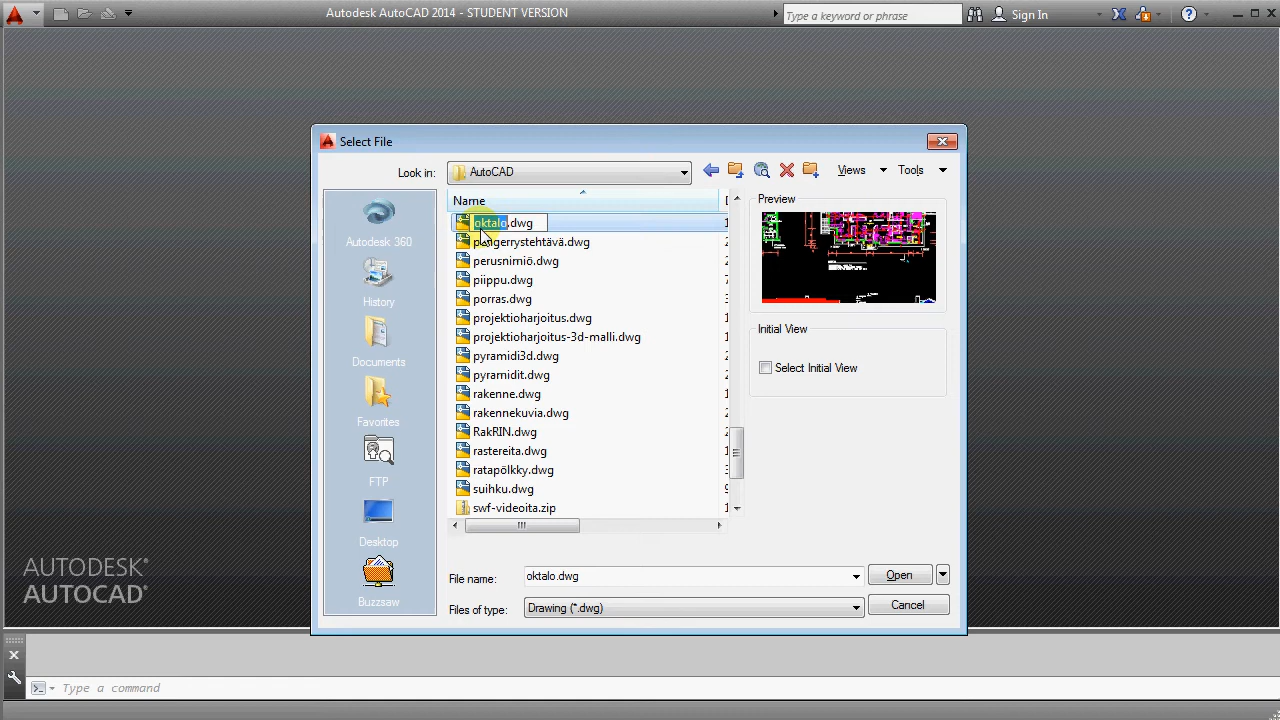 Autodesk AutoCAD 2014 - STUDENT VERSION
Type a keyword or phrase
Sign In
Select File
Look in:
AutoCAD
Views
Tools
Autodesk 360
History
Documents
Favorites
FTP
Desktop
Buzzsaw
Name
oktalo.dwg
pengerrystehtävä.dwg
perusnirniö.dwg
piippu.dwg
porras.dwg
projektioharjoitus.dwg
projektioharjoitus-3d-malli.dwg
pyramidi3d.dwg
pyramidit.dwg
rakenne.dwg
rakennekuvia.dwg
RakRIN.dwg
rastereita.dwg
ratapölkky.dwg
suihku.dwg
swf-videoita.zip
Preview
Initial View
Select Initial View
File name:
oktalo.dwg
Open
Files of type:
Drawing (*.dwg)
Cancel
AUTODESK®
AUTOCAD®
Type a command